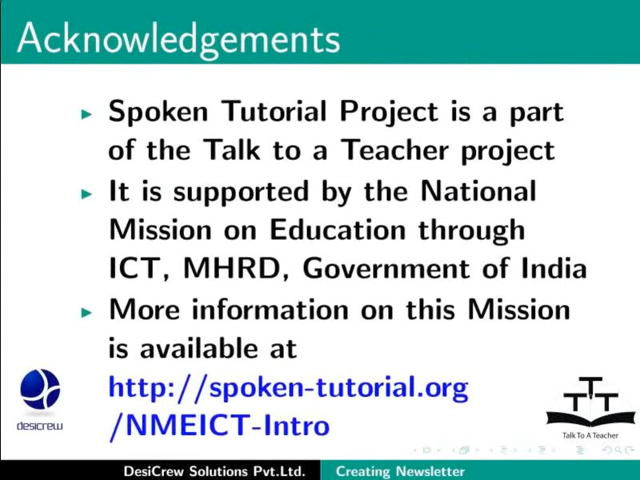 Acknowledgements
Spoken Tutorial Project is a part
of the Talk to a Teacher project
It is supported by the National
Mission on Education through
ICT, MHRD, Government of India
More information on this Mission
is available at
http://spoken-tutorial.org
/NMEICT-Intro
desicrew
TTT
Talk To A Teacher
DesiCrew Solutions Pvt.Ltd.
Creating Newsletter